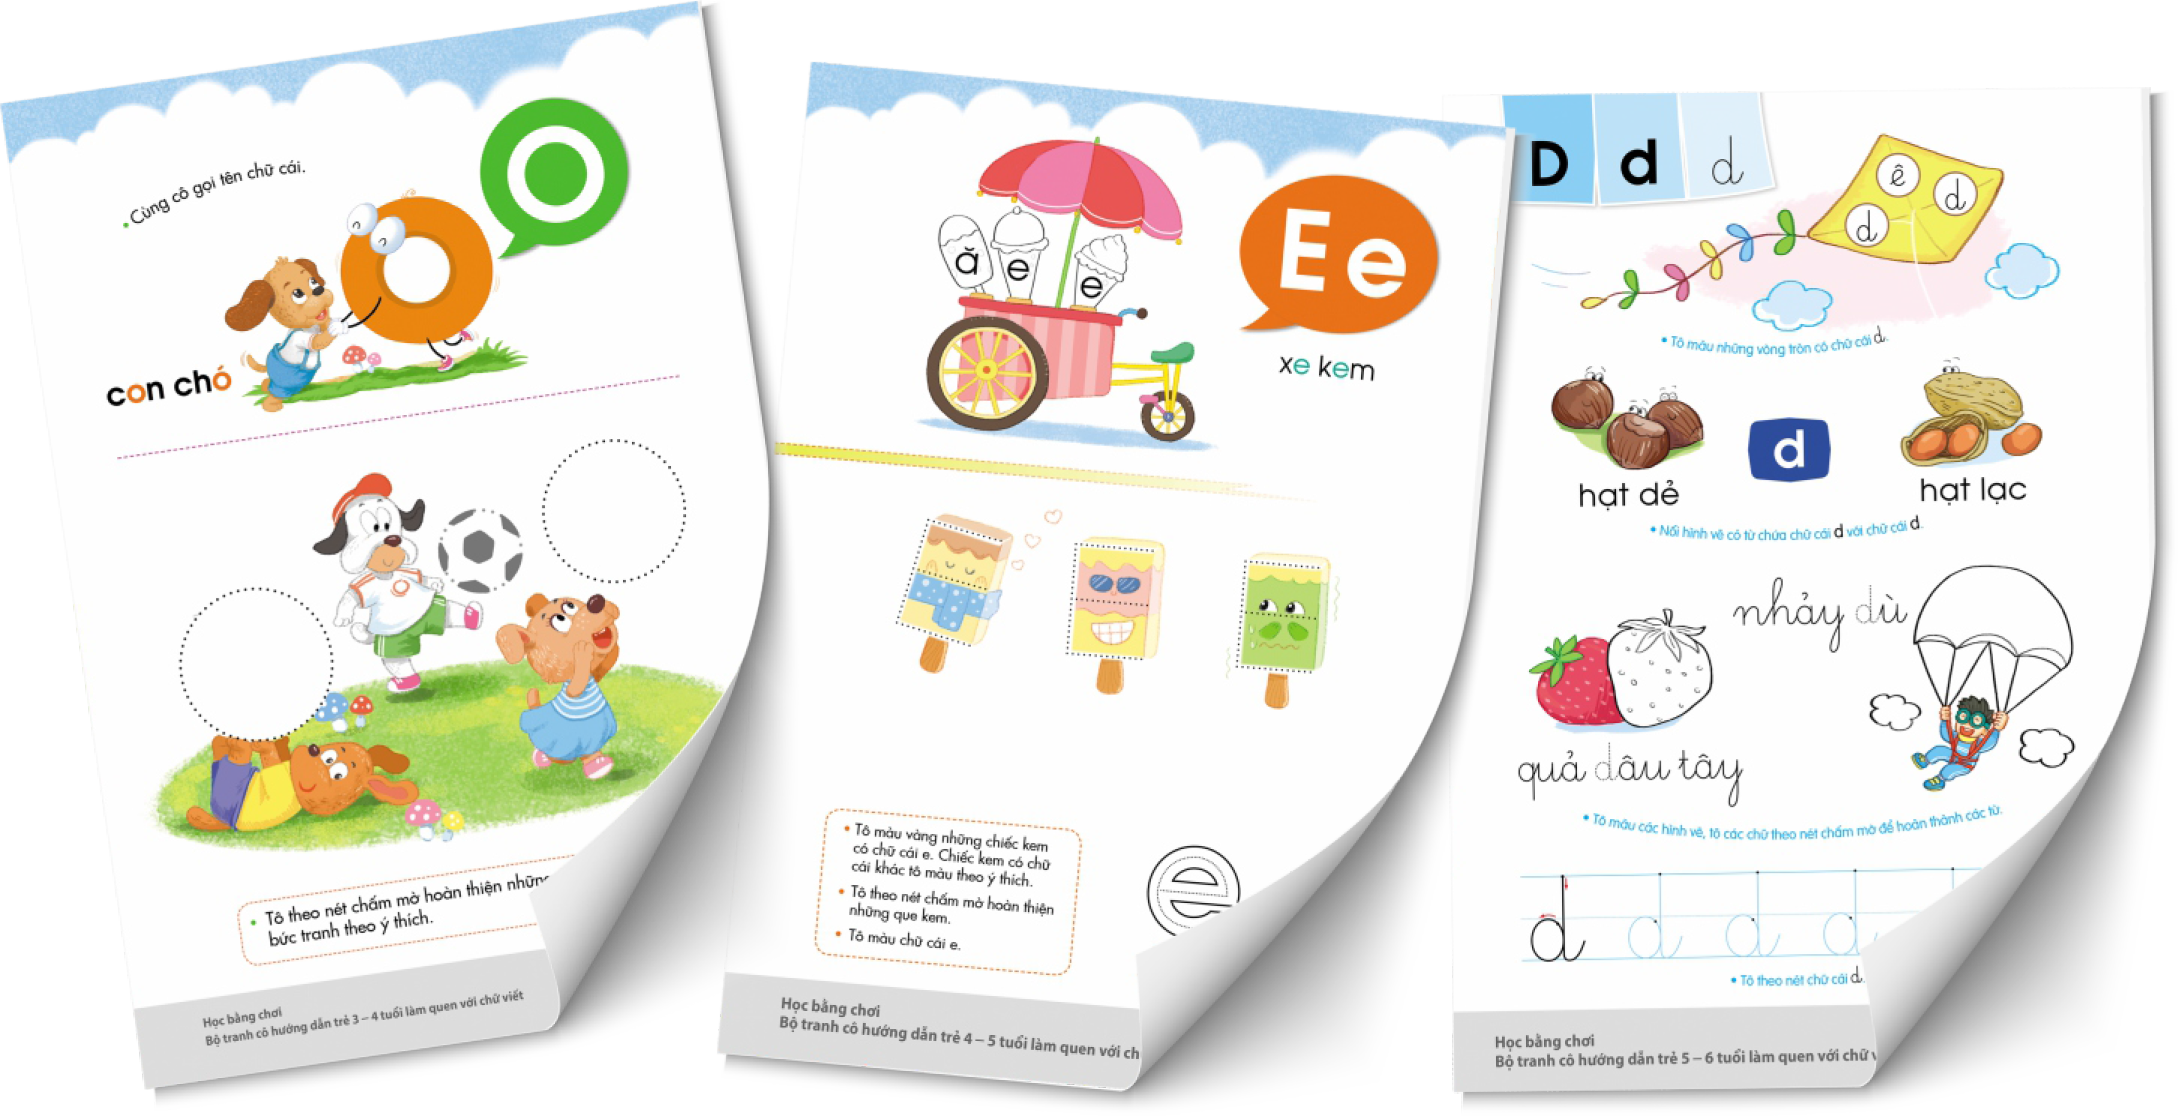 Cùng cô gọi tên chữ cái.
O
con chó
Tô theo nét chấm mờ hoàn thiện những
bức tranh theo ý thích.
Học bằng chơi
Bộ tranh cô hướng dẫn trẻ 3 – 4 tuổi làm quen với chữ viết
ă e e
E e
xe kem
Tô màu vàng những chiếc kem
có chữ cái e. Chiếc kem có chữ
cái khác tô màu theo ý thích.
Tô theo nét chấm mờ hoàn thiện
những que kem.
Tô màu chữ cái e.
e
Học bằng chơi
Bộ tranh cô hướng dẫn trẻ 4 – 5 tuổi làm quen với ch
D d d
ê d d
Tô màu những vòng tròn có chữ cái d.
d
hạt dẻ
hạt lạc
Nối hình vẽ có từ chứa chữ cái d với chữ cái d.
nhảy dù
quả dâu tây
Tô màu các hình vẽ, tô các chữ theo nét chấm mờ để hoàn thành các từ.
d d d d
Tô theo nét chữ cái d.
Học bằng chơi
Bộ tranh cô hướng dẫn trẻ 5 – 6 tuổi làm quen với chữ v